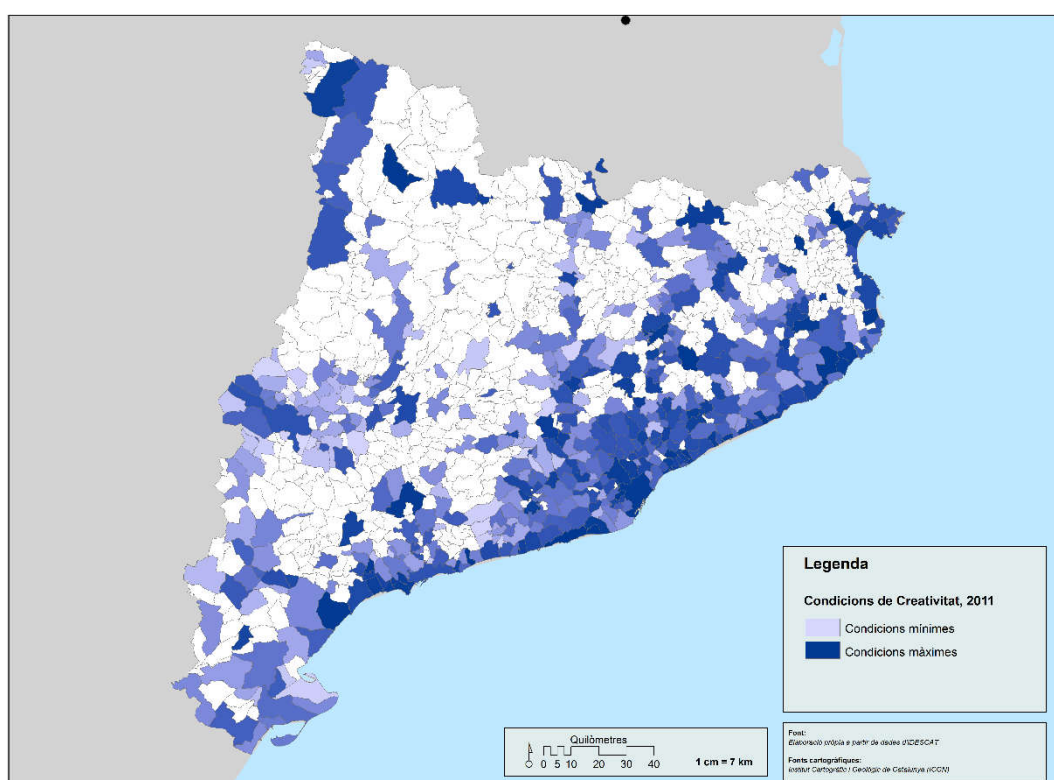 Legenda
Condicions de Creativitat, 2011
Condicions mínimes
Condicions màximes
Quilòmetres
0 5 10 20 30 40
1 cm = 7 km
Font:
Elaboració pròpia a partir de dades d'IDESCAT
Fonts cartogràfiques:
Institut Cartogràfic i Geològic de Catalunya (ICGN)